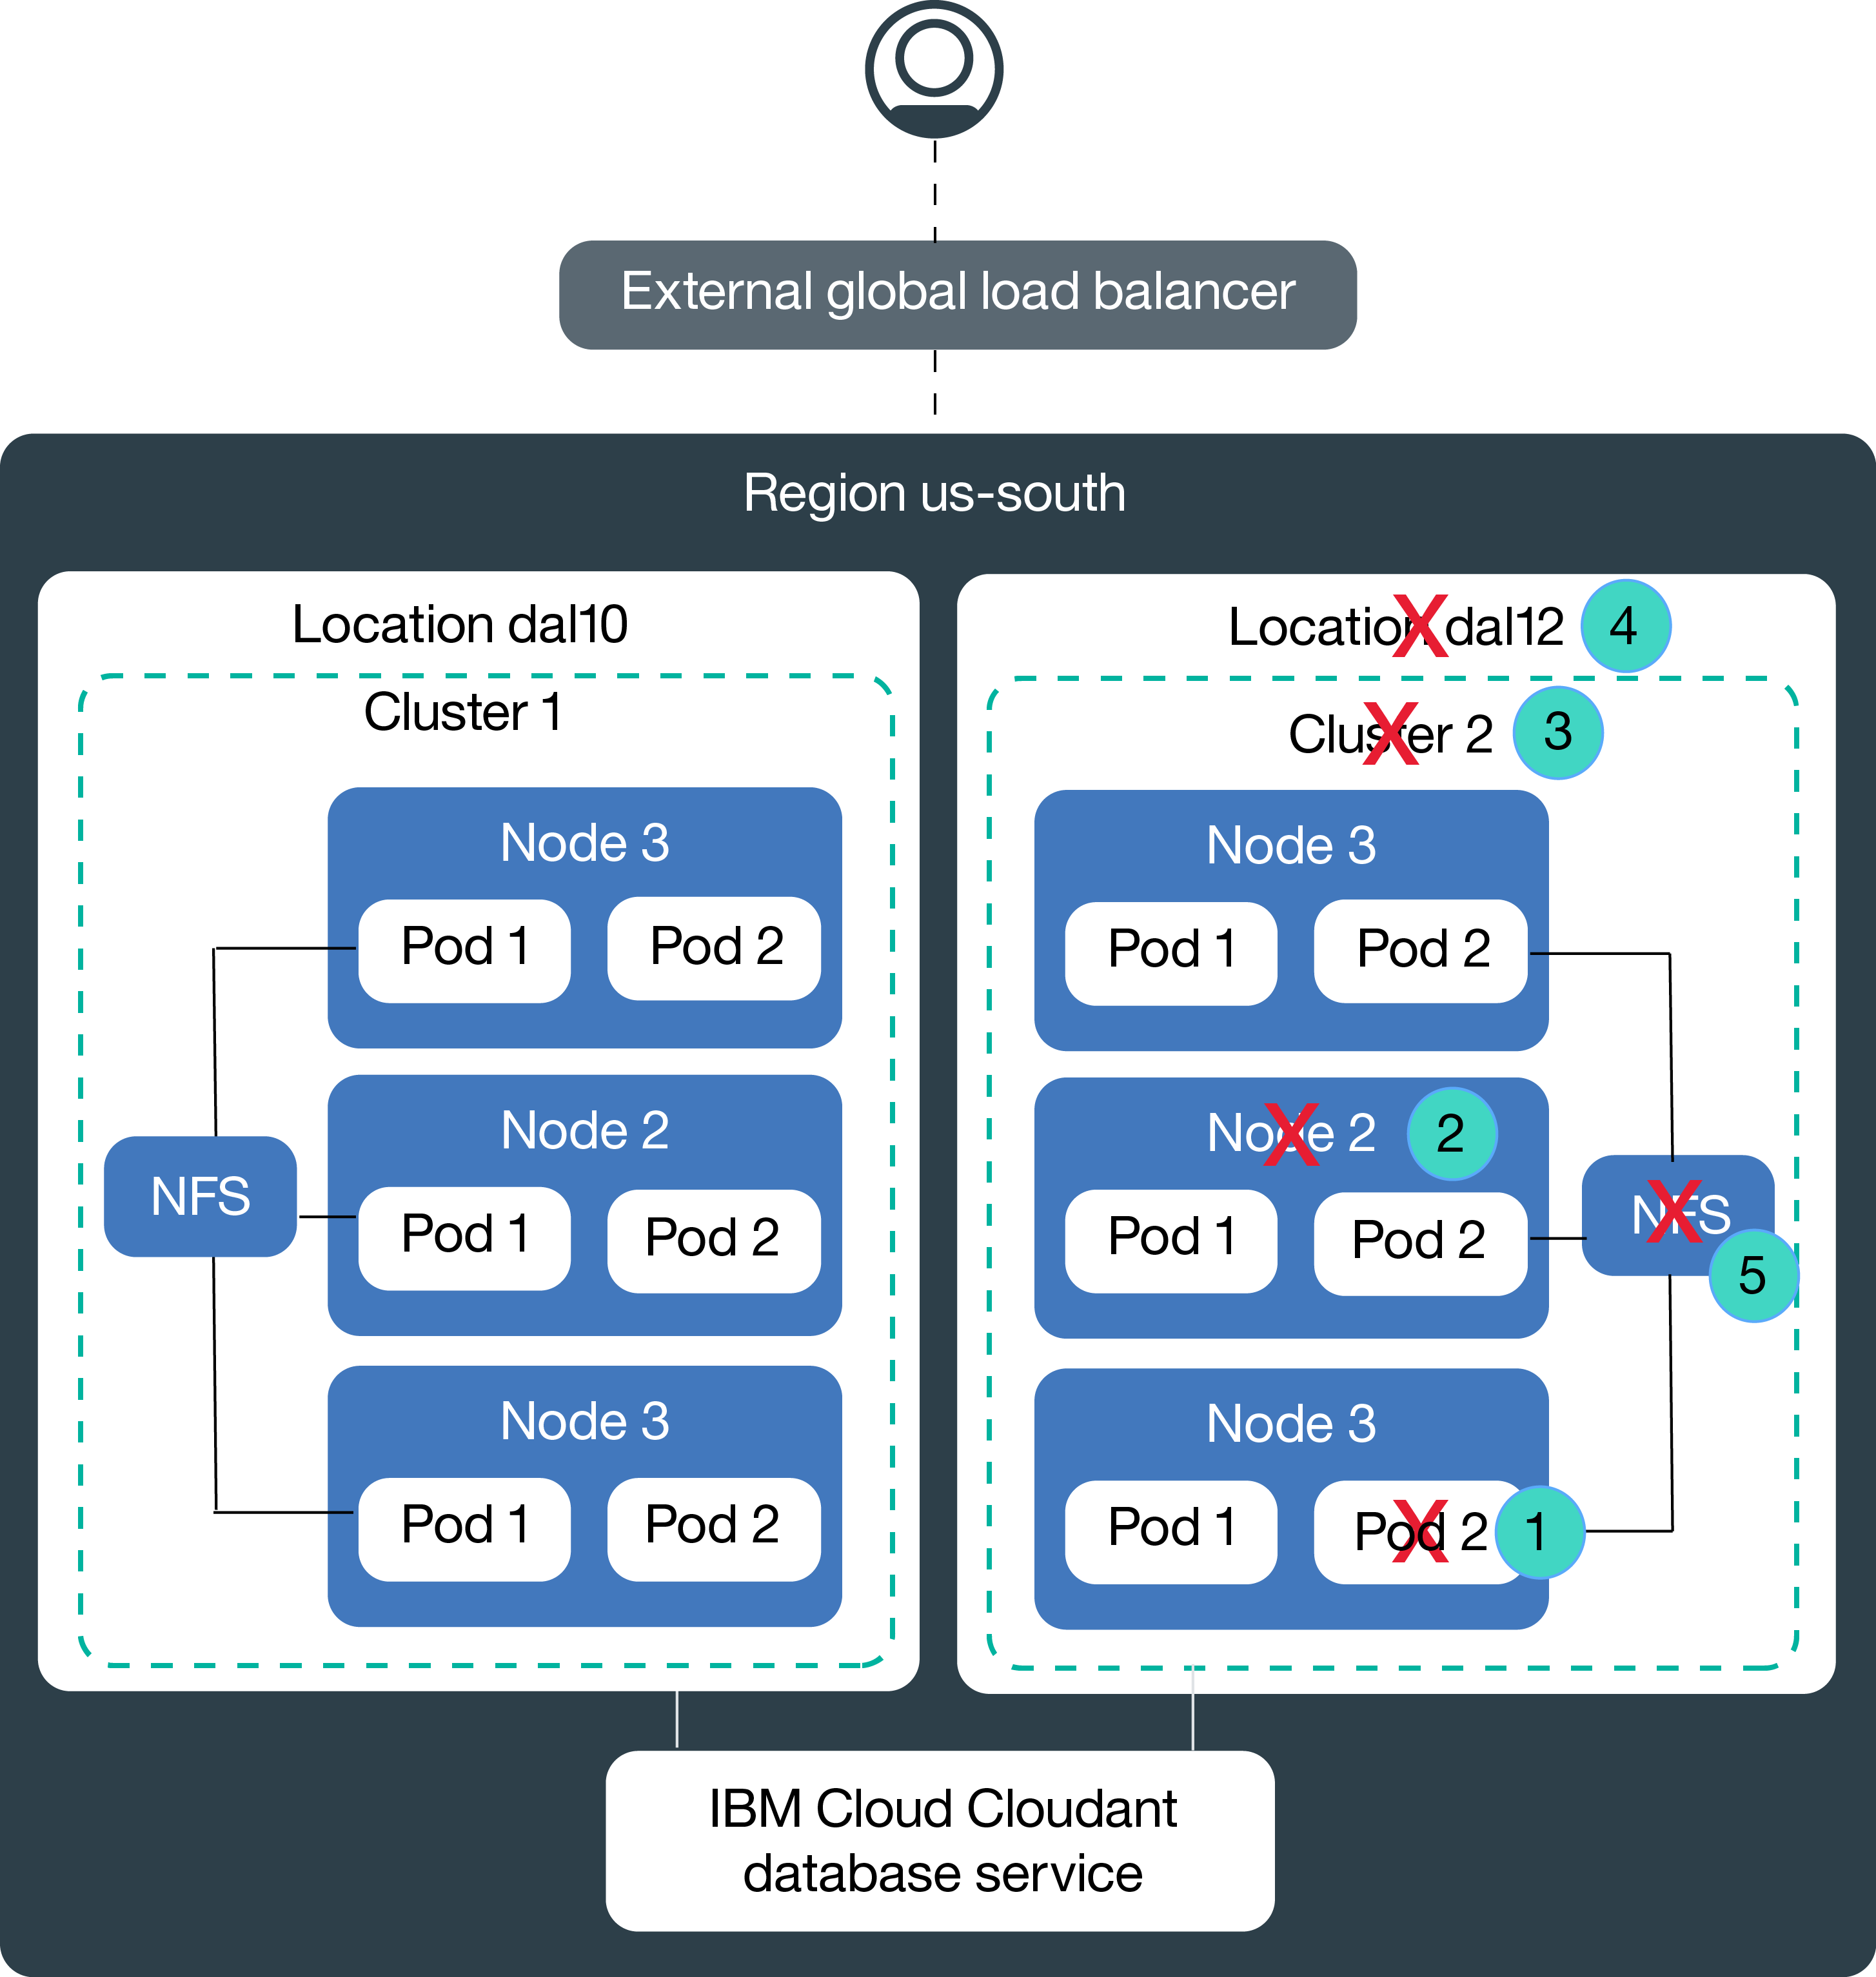 External global load balancer
Region us-south
Location dal10
Cluster 1
Node 3
Pod 1
Pod 2
Node 2
NFS
Pod 1
Pod 2
Node 3
Pod 1
Pod 2
Location dal12
X
4
Cluster 2
X
3
Node 3
Pod 1
Pod 2
Node 2
X
2
Pod 1
Pod 2
NFS
X
5
Node 3
Pod 1
Pod 2
X
1
IBM Cloud Cloudant
database service